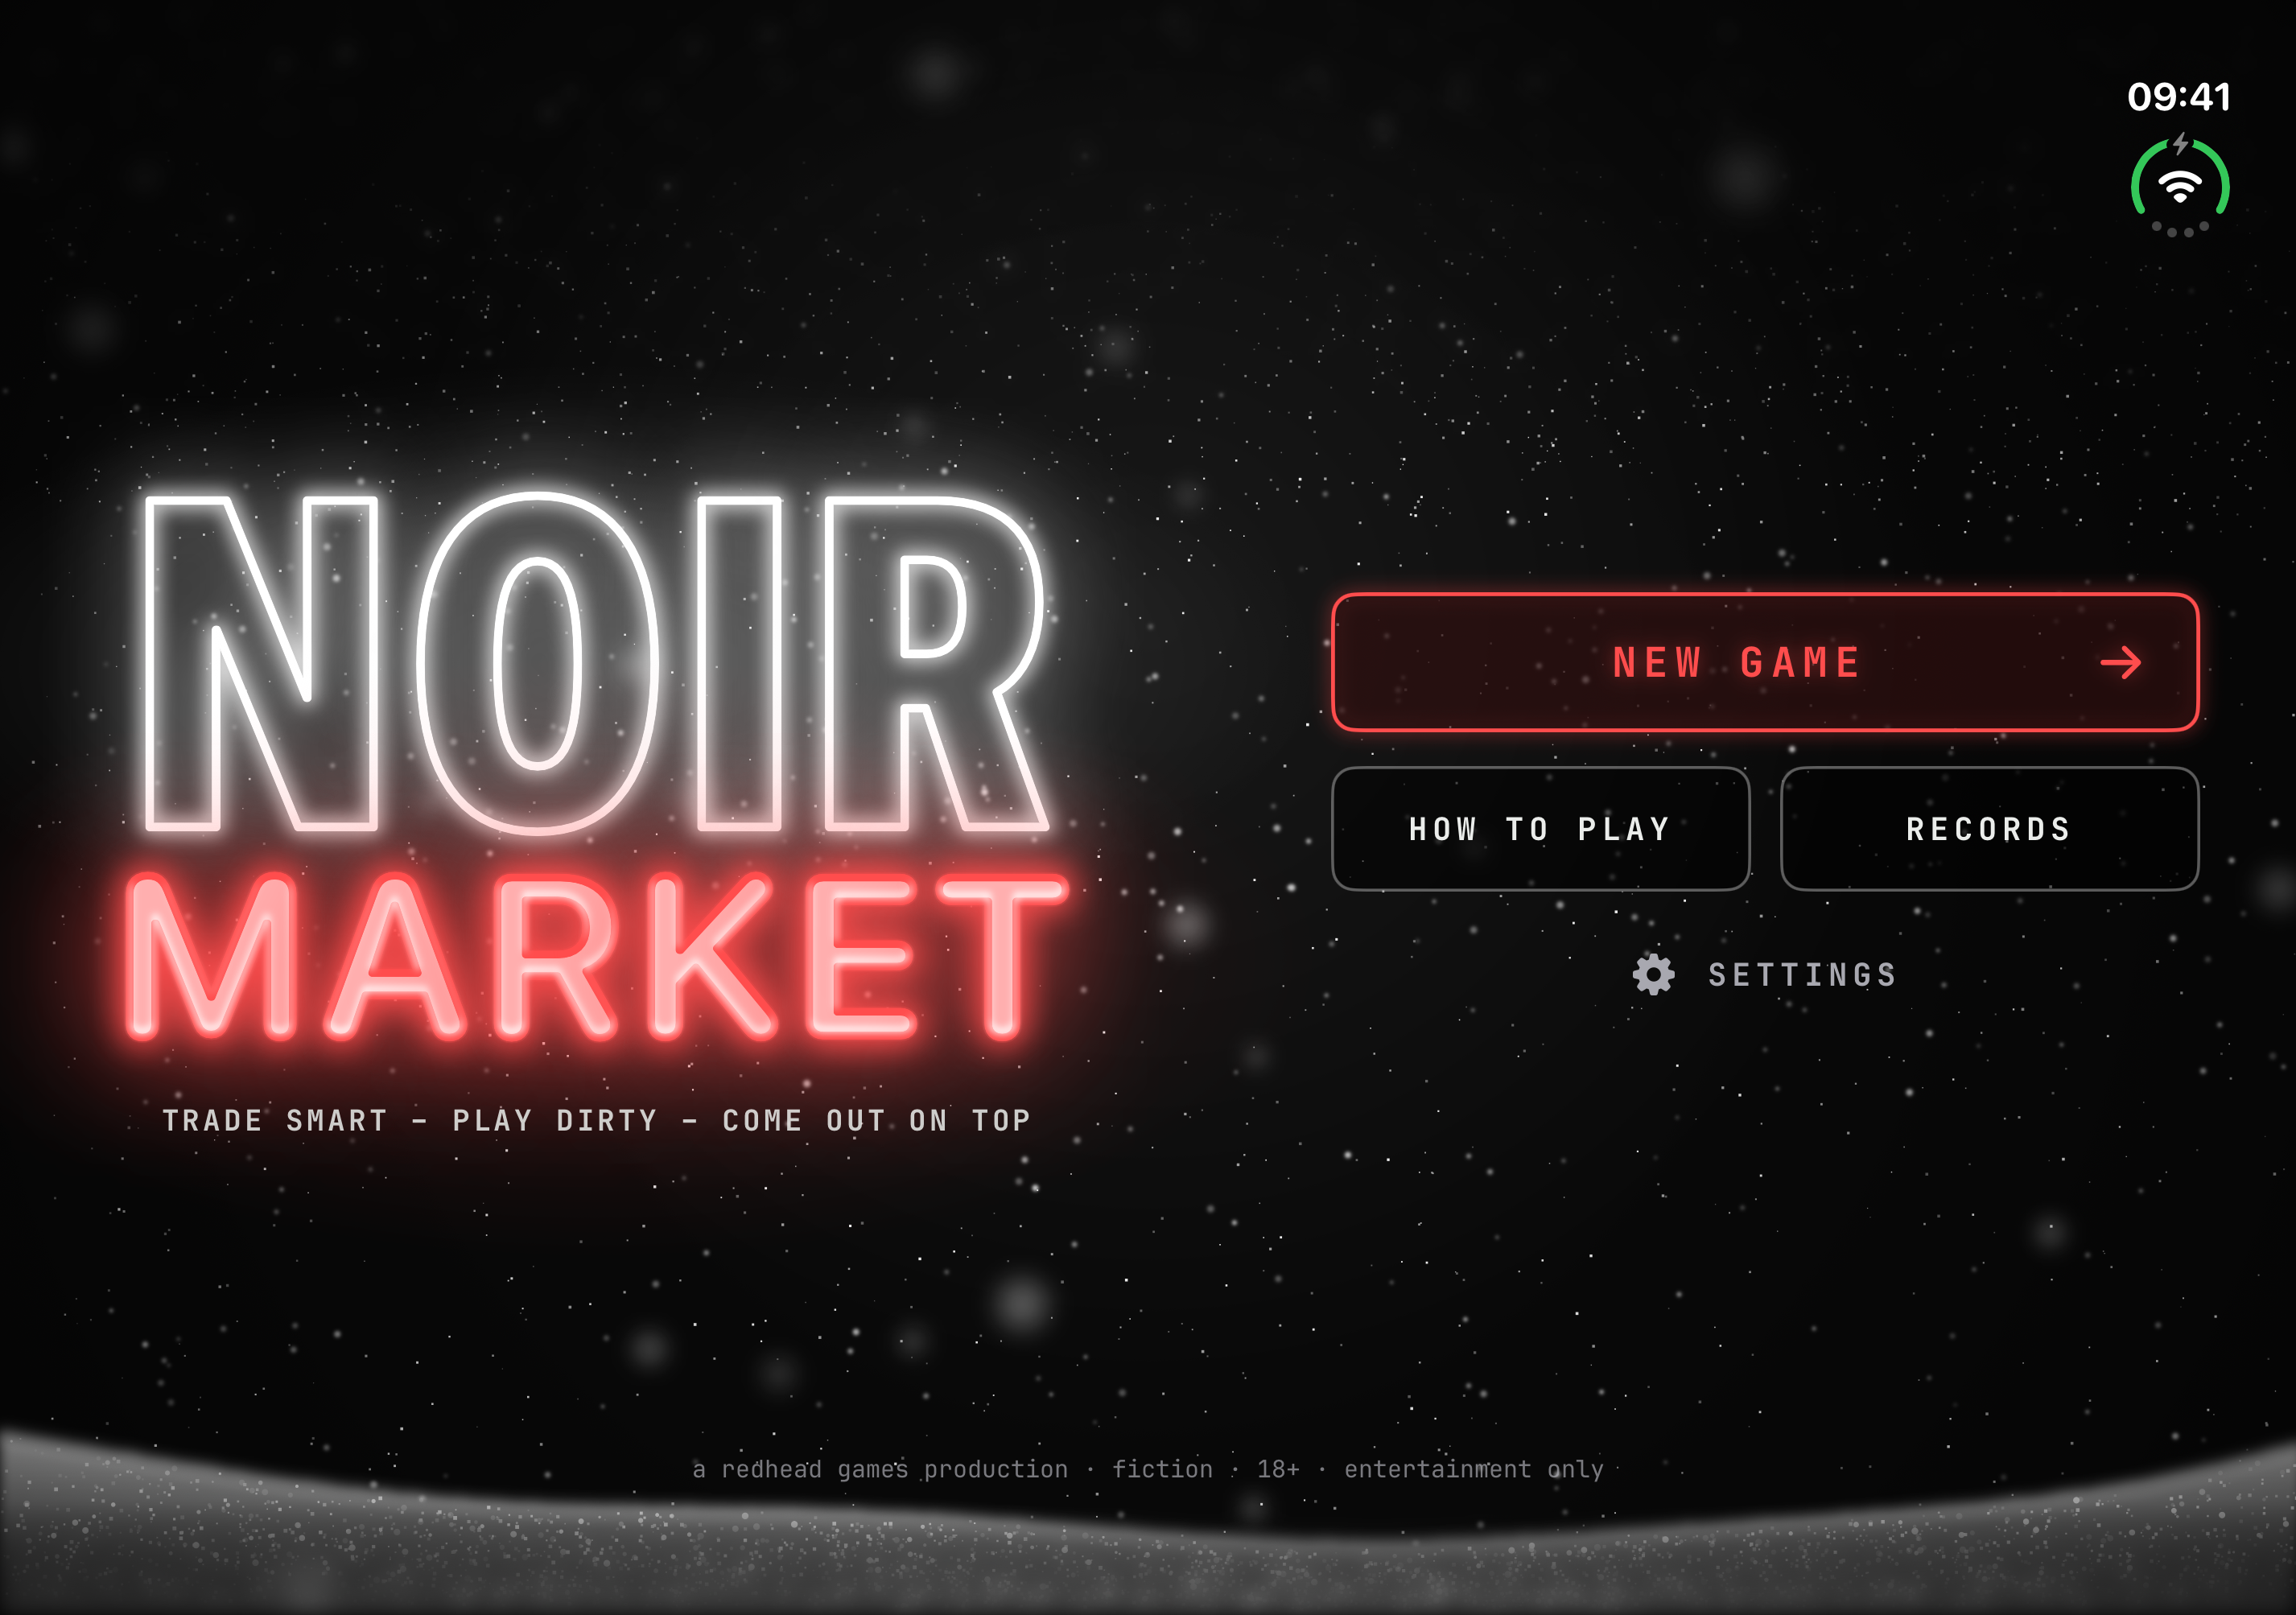 09:41
NOIR
MARKET
TRADE SMART – PLAY DIRTY – COME OUT ON TOP
NEW GAME
HOW TO PLAY
RECORDS
SETTINGS
a redhead games production · fiction · 18+ · entertainment only